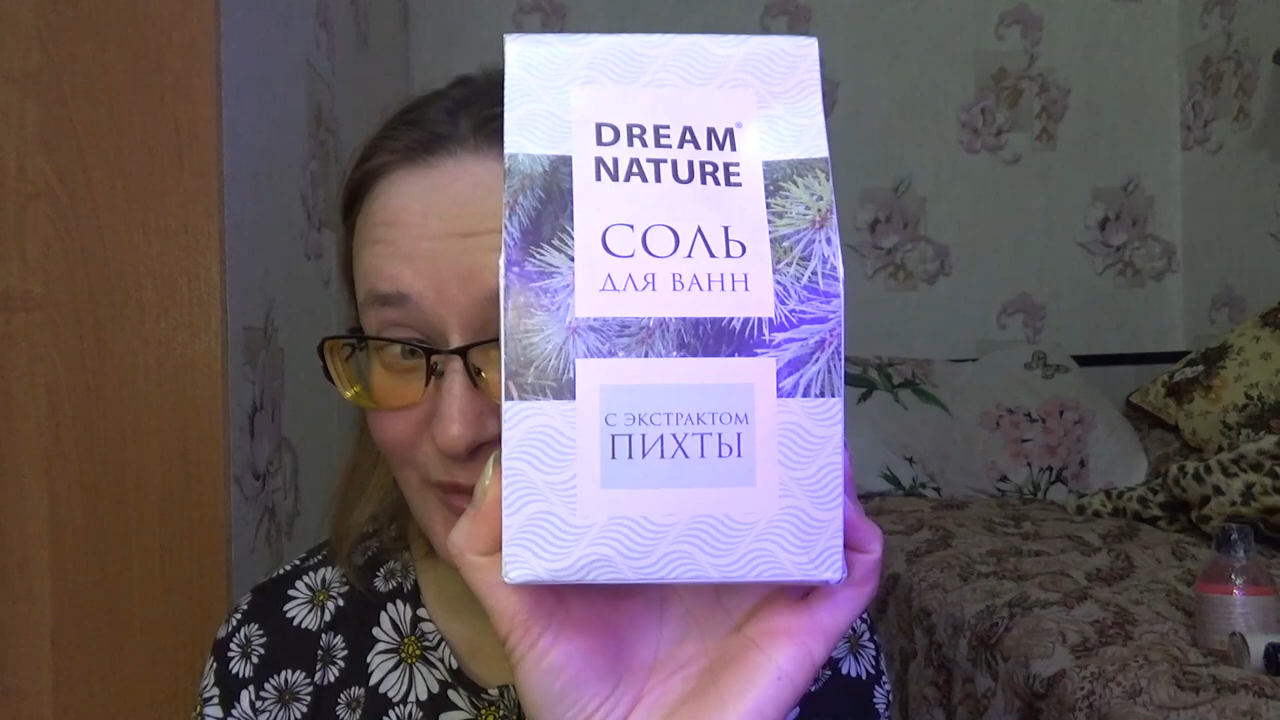 DREAM®
NATURE
СОЛЬ
ДЛЯ ВАНН
С ЭКСТРАКТОМ
ПИХТЫ